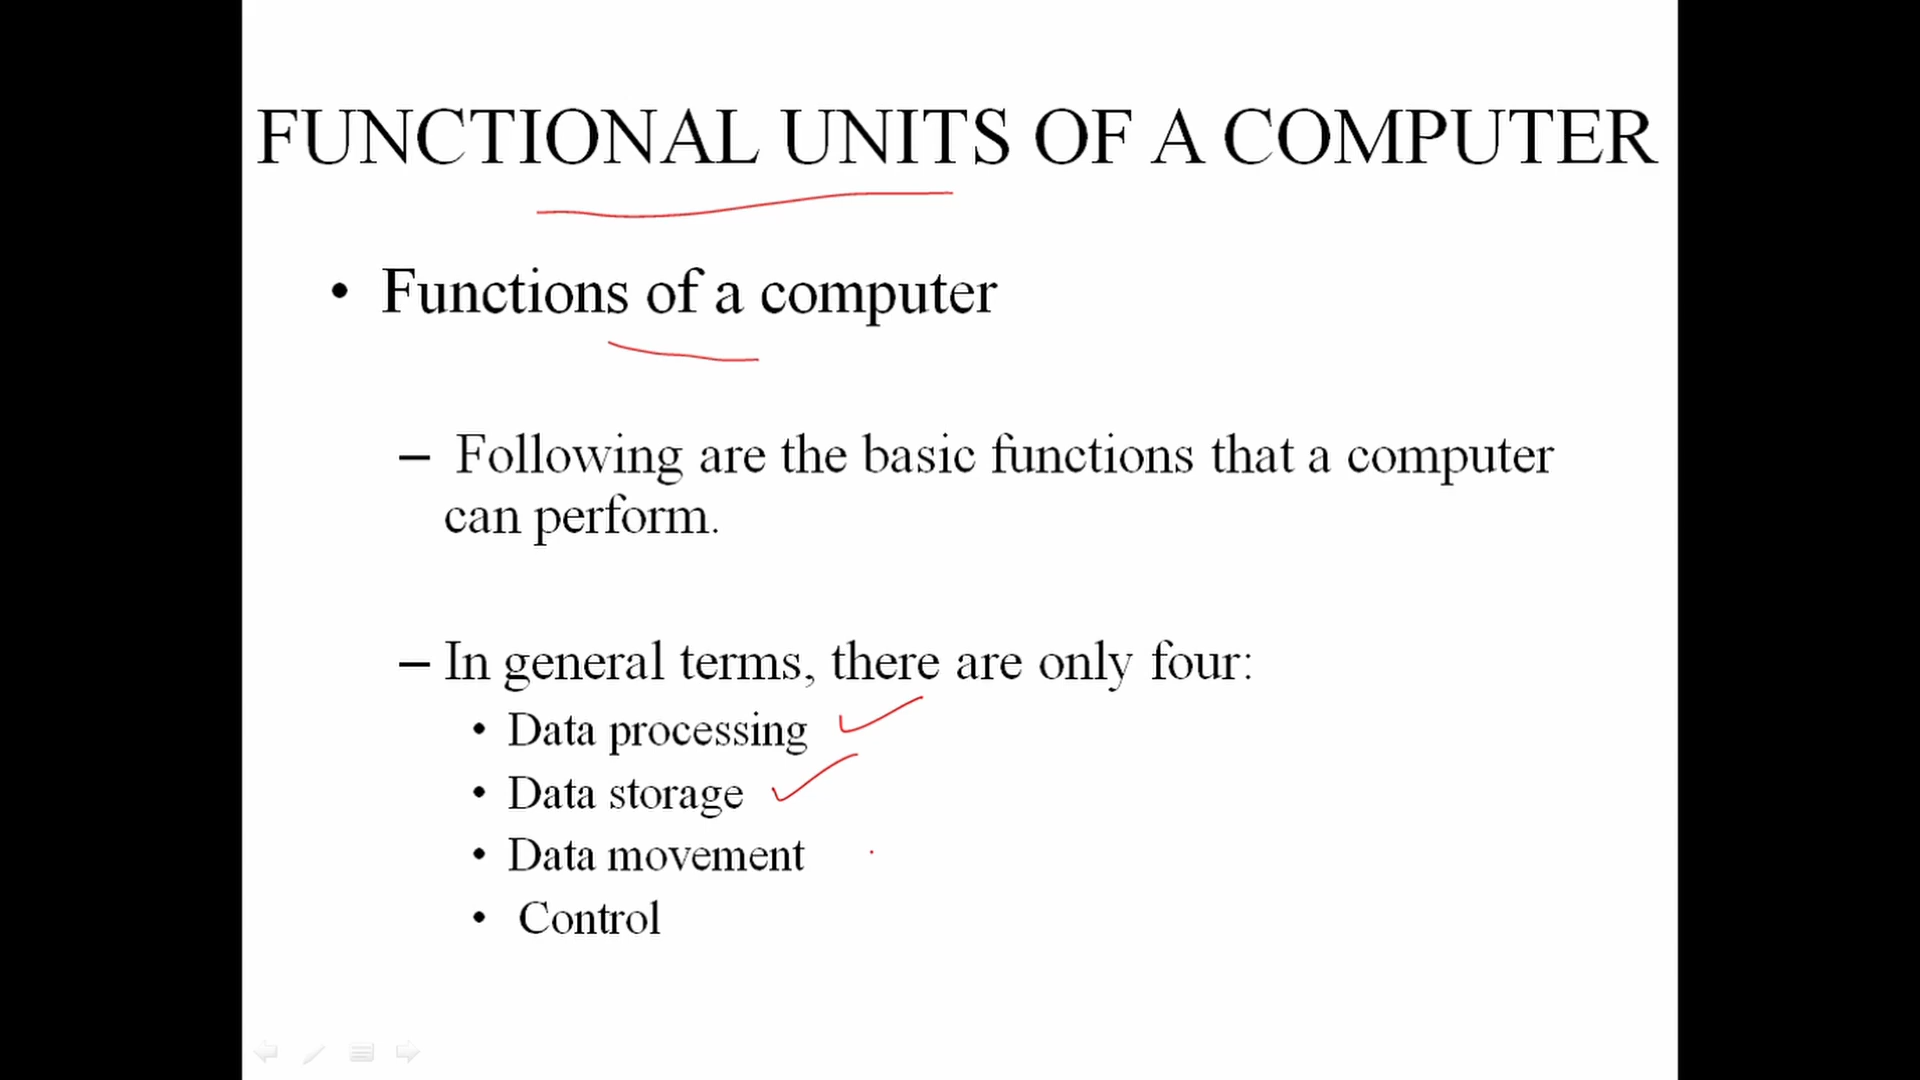 FUNCTIONAL UNITS OF A COMPUTER
• Functions of a computer
– Following are the basic functions that a computer
can perform.
– In general terms, there are only four:
• Data processing
• Data storage
• Data movement
• Control